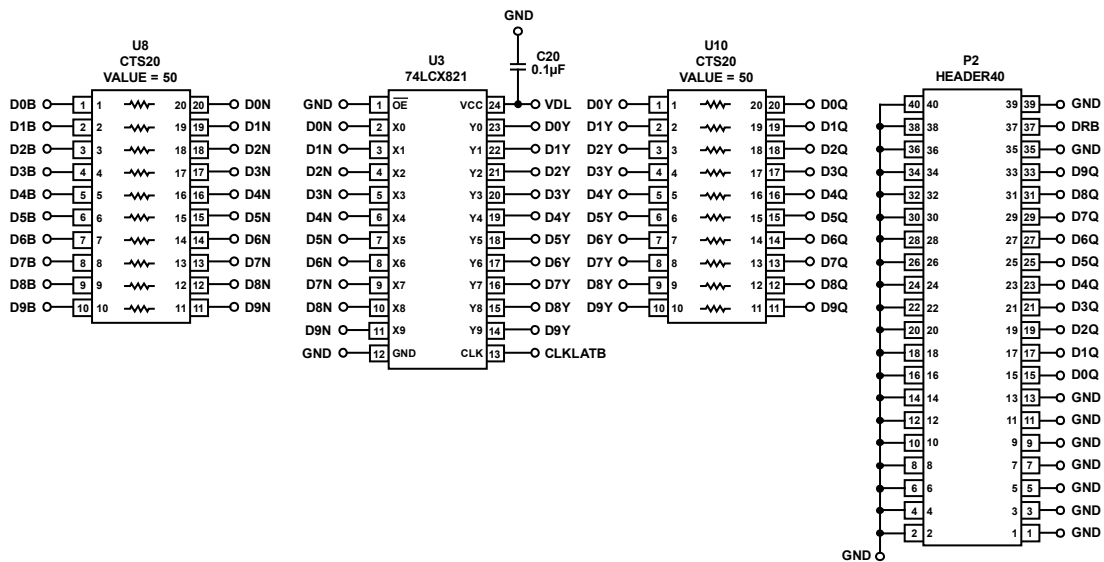 GND
C20
0.1µF
U8
CTS20
VALUE = 50
D0B 1 1 20 20 D0N
D1B 2 2 19 19 D1N
D2B 3 3 18 18 D2N
D3B 4 4 17 17 D3N
D4B 5 5 16 16 D4N
D5B 6 6 15 15 D5N
D6B 7 7 14 14 D6N
D7B 8 8 13 13 D7N
D8B 9 9 12 12 D8N
D9B 10 10 11 11 D9N
U3
74LCX821
GND 1 OE VCC 24 VDL
D0N 2 X0 Y0 23 D0Y
D1N 3 X1 Y1 22 D1Y
D2N 4 X2 Y2 21 D2Y
D3N 5 X3 Y3 20 D3Y
D4N 6 X4 Y4 19 D4Y
D5N 7 X5 Y5 18 D5Y
D6N 8 X6 Y6 17 D6Y
D7N 9 X7 Y7 16 D7Y
D8N 10 X8 Y8 15 D8Y
D9N 11 X9 Y9 14 D9Y
GND 12 GND CLK 13 CLKLATB
U10
CTS20
VALUE = 50
D0Y 1 1 20 20 D0Q
D1Y 2 2 19 19 D1Q
D2Y 3 3 18 18 D2Q
D3Y 4 4 17 17 D3Q
D4Y 5 5 16 16 D4Q
D5Y 6 6 15 15 D5Q
D6Y 7 7 14 14 D6Q
D7Y 8 8 13 13 D7Q
D8Y 9 9 12 12 D8Q
D9Y 10 10 11 11 D9Q
P2
HEADER40
40 40 39 39 GND
38 38 37 37 DRB
36 36 35 35 GND
34 34 33 33 D9Q
32 32 31 31 D8Q
30 30 29 29 D7Q
28 28 27 27 D6Q
26 26 25 25 D5Q
24 24 23 23 D4Q
22 22 21 21 D3Q
20 20 19 19 D2Q
18 18 17 17 D1Q
16 16 15 15 D0Q
14 14 13 13 GND
12 12 11 11 GND
10 10 9 9 GND
8 8 7 7 GND
6 6 5 5 GND
4 4 3 3 GND
2 2 1 1 GND
GND